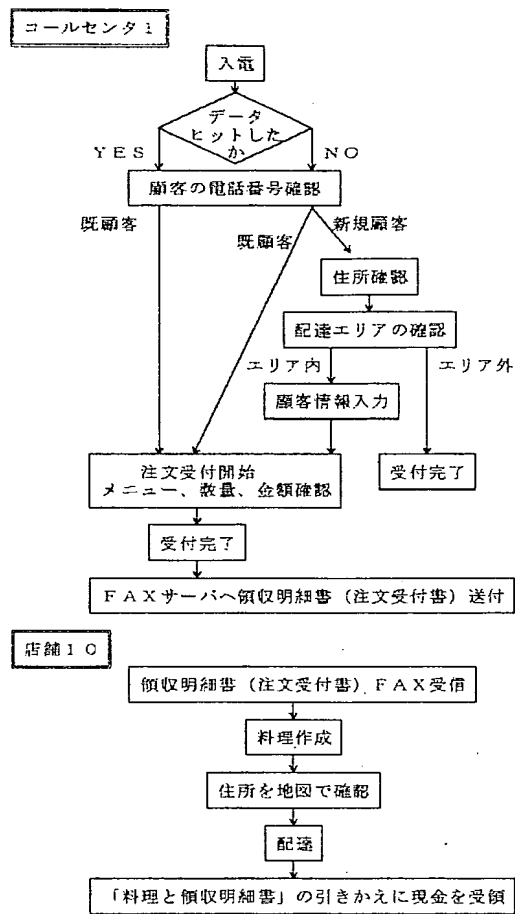 コールセンタ1
入電
データ
ヒットした
か
YES
NO
顧客の電話番号確認
既顧客
既顧客
新規顧客
住所確認
配達エリアの確認
エリア内
エリア外
顧客情報入力
注文受付開始
メニュー、数量、金額確認
受付完了
受付完了
FAXサーバへ領収明細書（注文受付書）送付
店舗10
領収明細書（注文受付書）FAX受信
料理作成
住所を地図で確認
配達
「料理と領収明細書」の引きかえに現金を受領